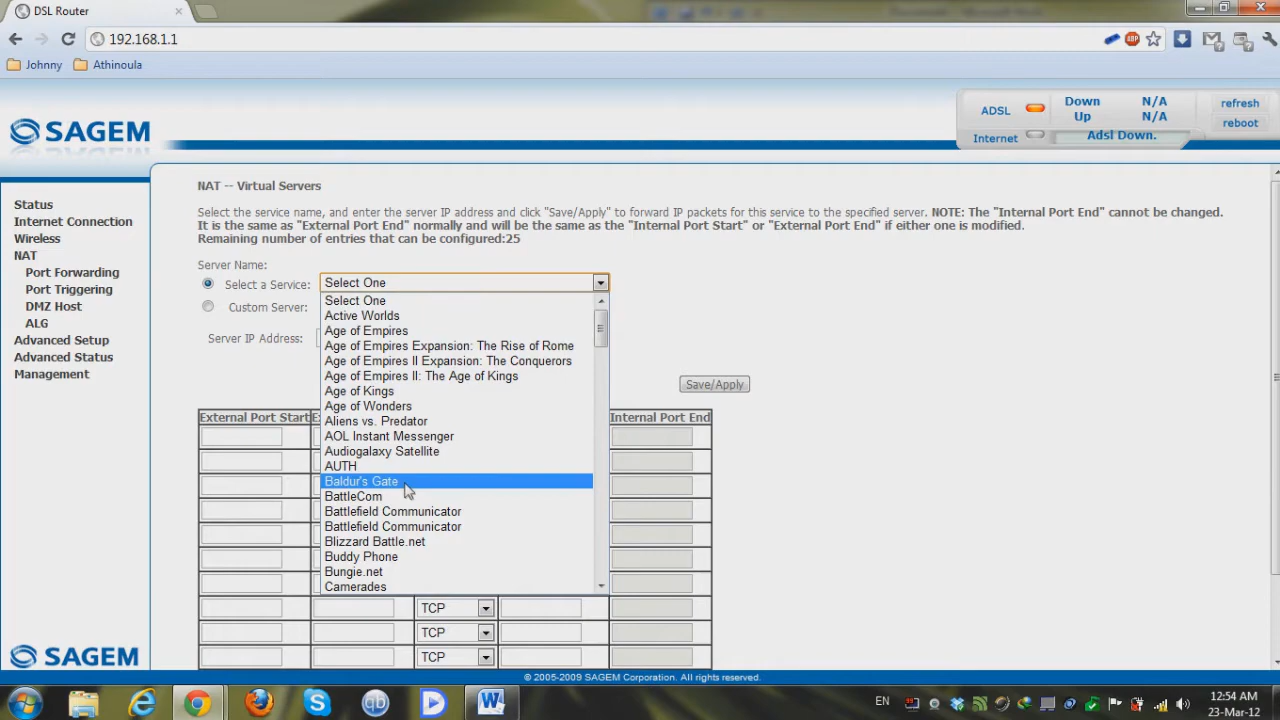 DSL Router
192.168.1.1
Johnny
Athinoula
SAGEM
ADSL
Down
N/A
Up
N/A
Internet
Adsl Down.
refresh
reboot
Status
Internet Connection
Wireless
NAT
Port Forwarding
Port Triggering
DMZ Host
ALG
Advanced Setup
Advanced Status
Management
NAT -- Virtual Servers
Select the service name, and enter the server IP address and click "Save/Apply" to forward IP packets for this service to the specified server. NOTE: The "Internal Port End" cannot be changed.
It is the same as "External Port End" normally and will be the same as the "Internal Port Start" or "External Port End" if either one is modified.
Remaining number of entries that can be configured:25
Server Name:
Select a Service:
Select One
Custom Server:
Server IP Address:
Select One
Active Worlds
Age of Empires
Age of Empires Expansion: The Rise of Rome
Age of Empires II Expansion: The Conquerors
Age of Empires II: The Age of Kings
Age of Kings
Age of Wonders
Aliens vs. Predator
AOL Instant Messenger
Audiogalaxy Satellite
AUTH
Baldur's Gate
BattleCom
Battlefield Communicator
Battlefield Communicator
Blizzard Battle.net
Buddy Phone
Bungie.net
Camerades
Save/Apply
External Port Start
Internal Port End
TCP
TCP
TCP
SAGEM
© 2005-2009 SAGEM Corporation. All rights reserved.
EN
12:54 AM
23-Mar-12